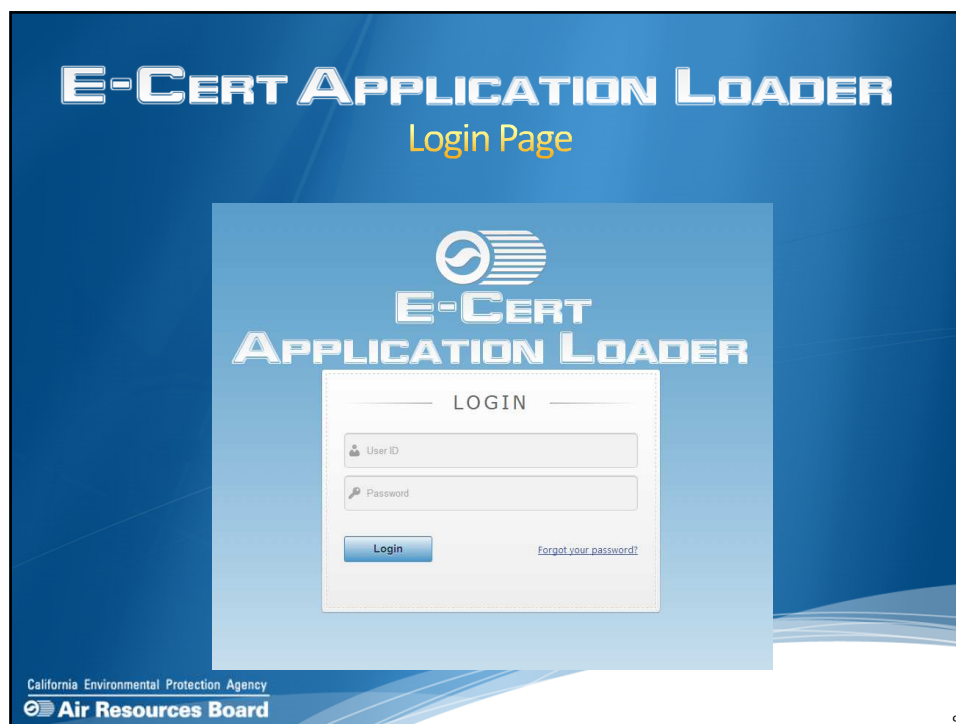 E-CERT APPLICATION LOADER
Login Page
E-CERT
APPLICATION LOADER
LOGIN
User ID
Password
Login Forgot your password?
California Environmental Protection Agency
Air Resources Board